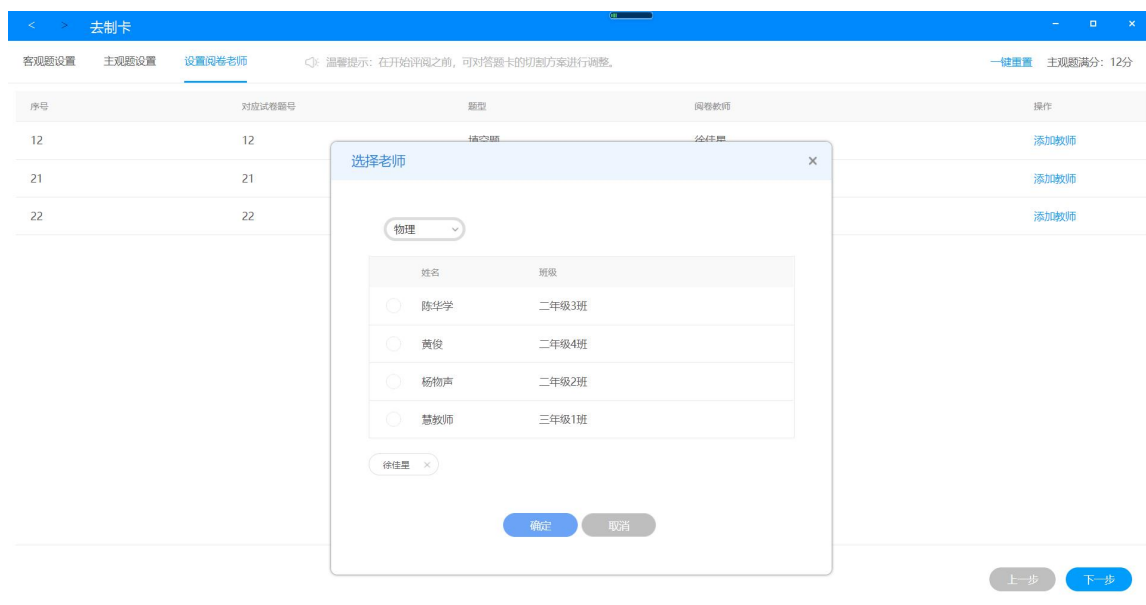 < > 去制卡
客观题设置 主观题设置 设置阅卷老师 温馨提示：在开始评阅之前，可对答题卡的切割方案进行调整。 一键重置 主观题满分：12分
序号 对应试卷题号 题型 阅卷教师 操作
12 12 填空题 徐佳星 添加教师
21 21 添加教师
22 22 添加教师
选择老师 ×
物理
姓名 班级
陈华学 二年级3班
黄俊 二年级4班
杨物声 二年级2班
慧教师 三年级1班
徐佳星 ×
确定 取消
上一步 下一步